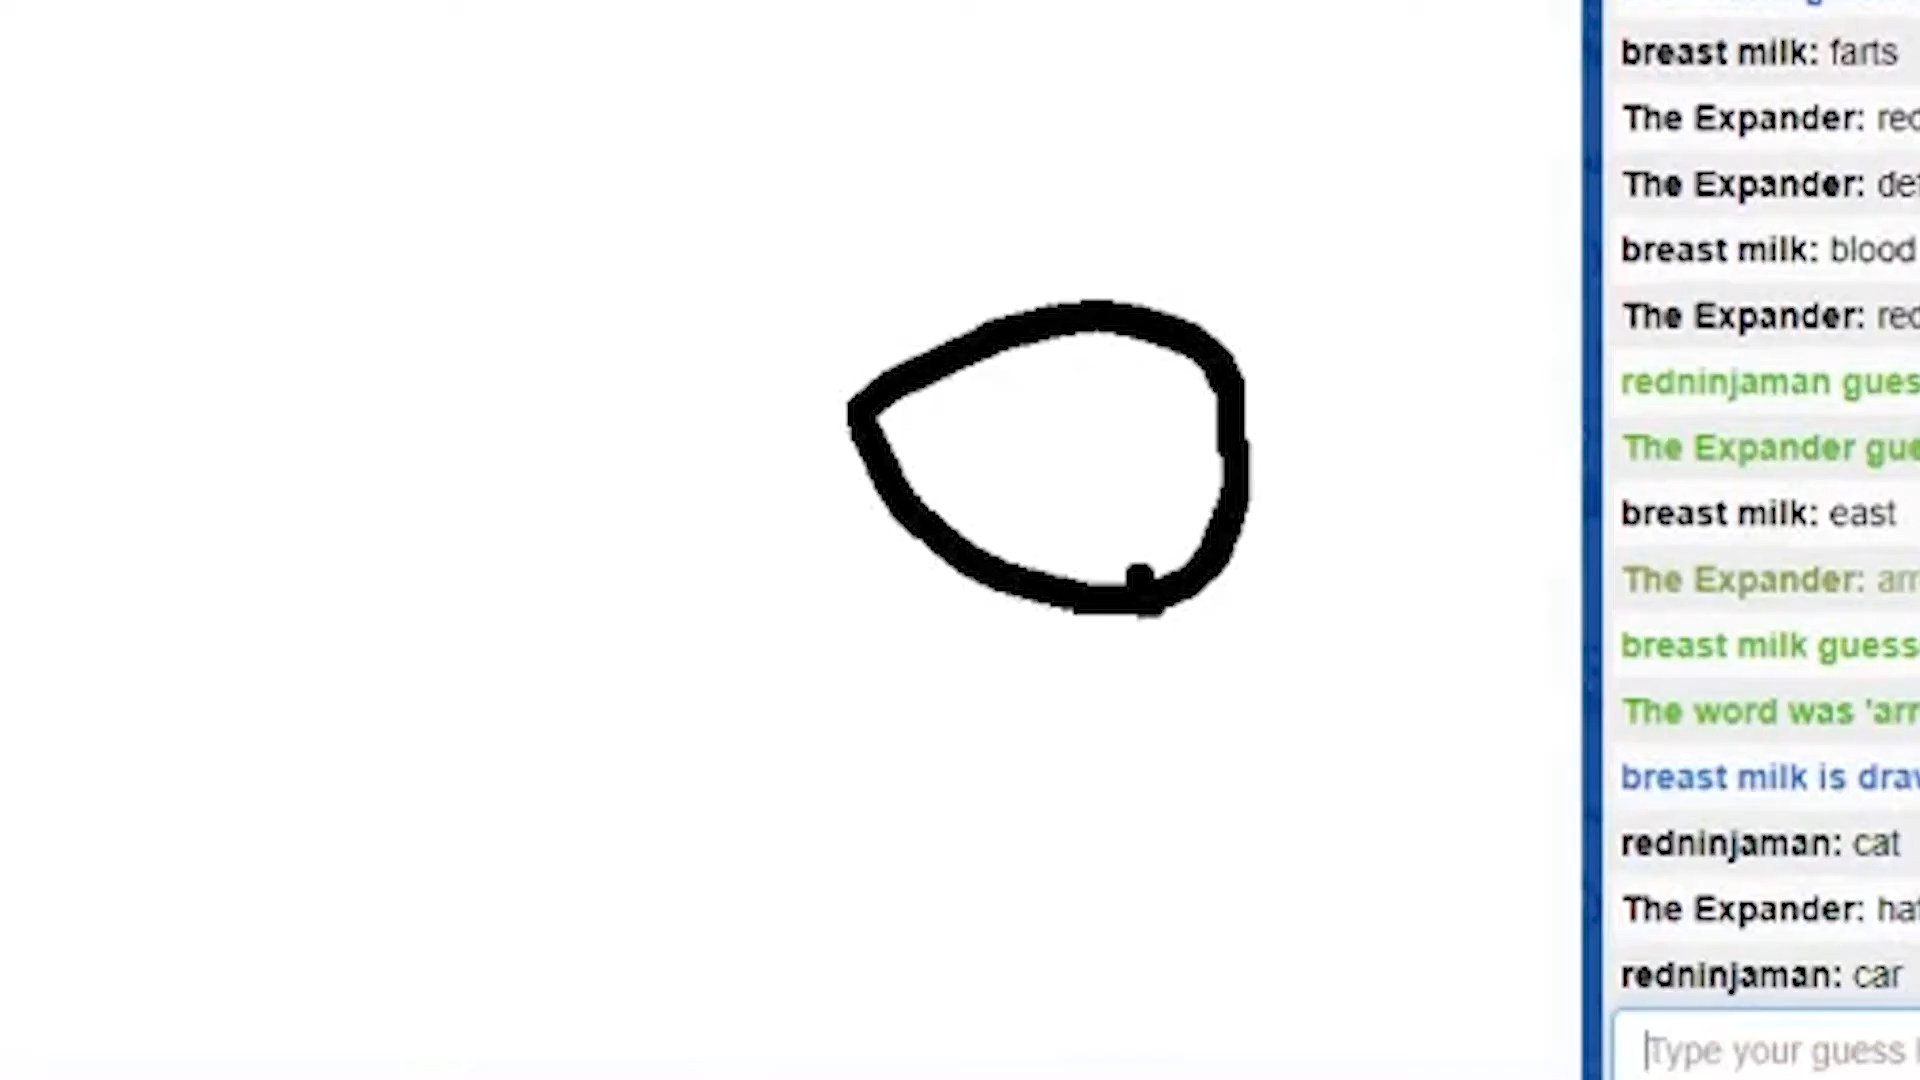 breast milk: farts
The Expander:
The Expander:
breast milk: blood
The Expander:
redninjaman
The Expander
breast milk: east
The Expander:
breast milk
The word was
breast milk is
redninjaman: cat
The Expander:
redninjaman: car
Type your guess